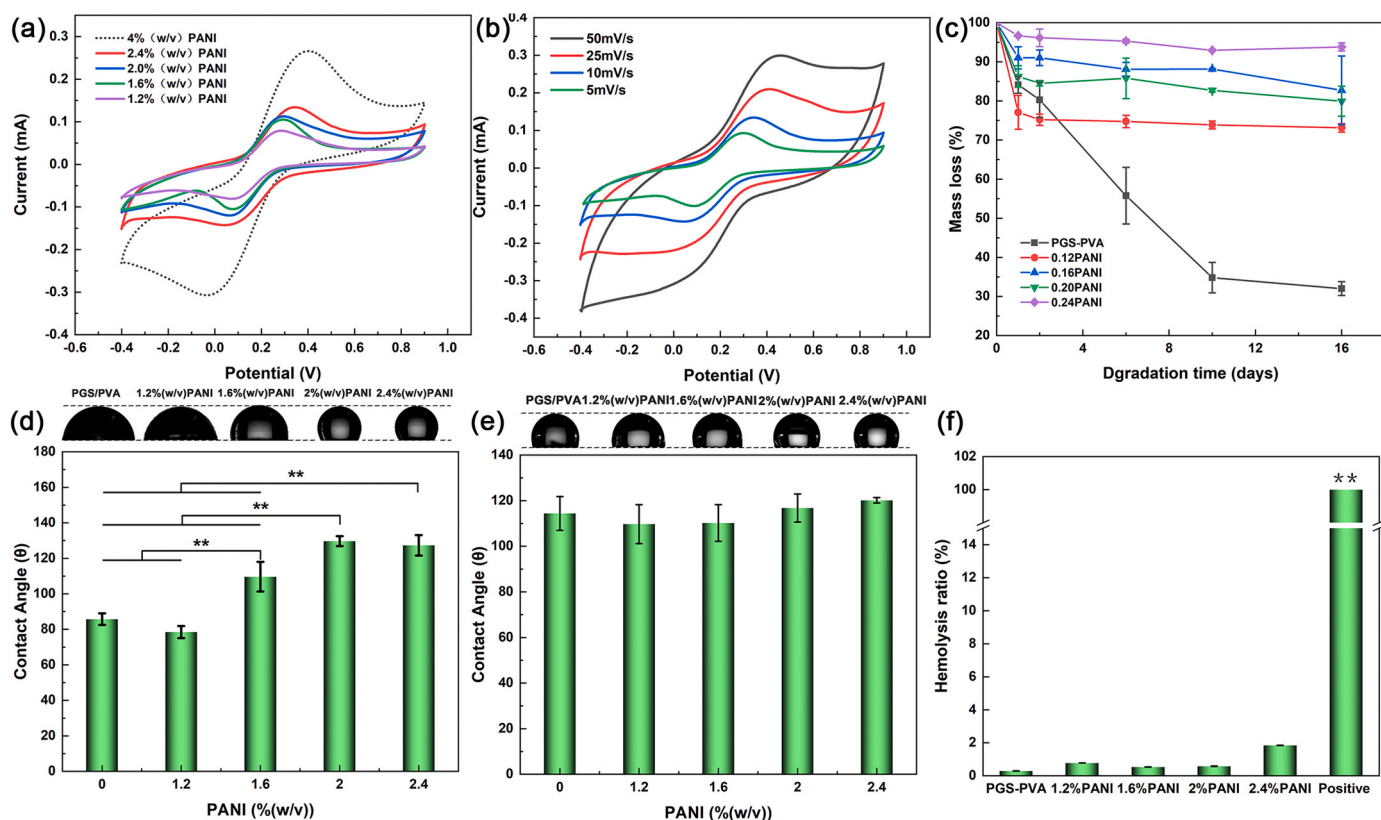 (a)
4%（w/v）PANI
2.4%（w/v）PANI
2.0%（w/v）PANI
1.6%（w/v）PANI
1.2%（w/v）PANI
0.3
0.2
0.1
0.0
-0.1
-0.2
-0.3
-0.4
Current (mA)
-0.6 -0.4 -0.2 0.0 0.2 0.4 0.6 0.8 1.0
Potential (V)
(b)
50mV/s
25mV/s
10mV/s
5mV/s
0.4
0.3
0.2
0.1
0.0
-0.1
-0.2
-0.3
-0.4
Current (mA)
-0.6 -0.4 -0.2 0.0 0.2 0.4 0.6 0.8 1.0
Potential (V)
(c)
100
90
80
70
60
50
40
30
20
Mass loss (%)
PGS-PVA
0.12PANI
0.16PANI
0.20PANI
0.24PANI
0 2 4 6 8 10 12 14 16
Dgradation time (days)
(d)
PGS/PVA 1.2%(w/v)PANI 1.6%(w/v)PANI 2%(w/v)PANI 2.4%(w/v)PANI
180
160
140
120
100
80
60
40
20
0
Contact Angle (θ)
**
**
**
0 1.2 1.6 2 2.4
PANI (%(w/v))
(e)
PGS/PVA1.2%(w/v)PANI1.6%(w/v)PANI 2%(w/v)PANI 2.4%(w/v)PANI
140
120
100
80
60
40
20
0
Contact Angle (θ)
0 1.2 1.6 2 2.4
PANI (%(w/v))
(f)
102
100
98
14
12
10
8
6
4
2
0
Hemolysis ratio (%)
**
PGS-PVA 1.2%PANI 1.6%PANI 2%PANI 2.4%PANI Positive